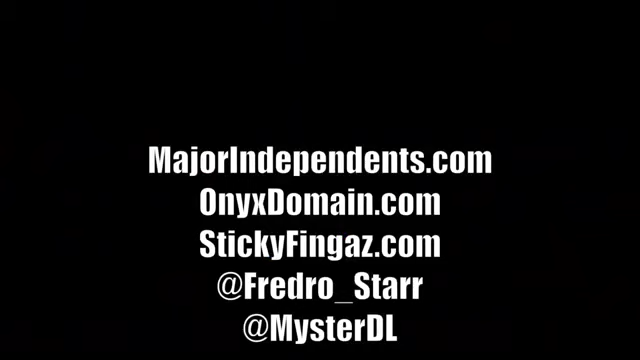 MajorIndependents.com
OnyxDomain.com
StickyFingaz.com
@Fredro_Starr
@MysterDL